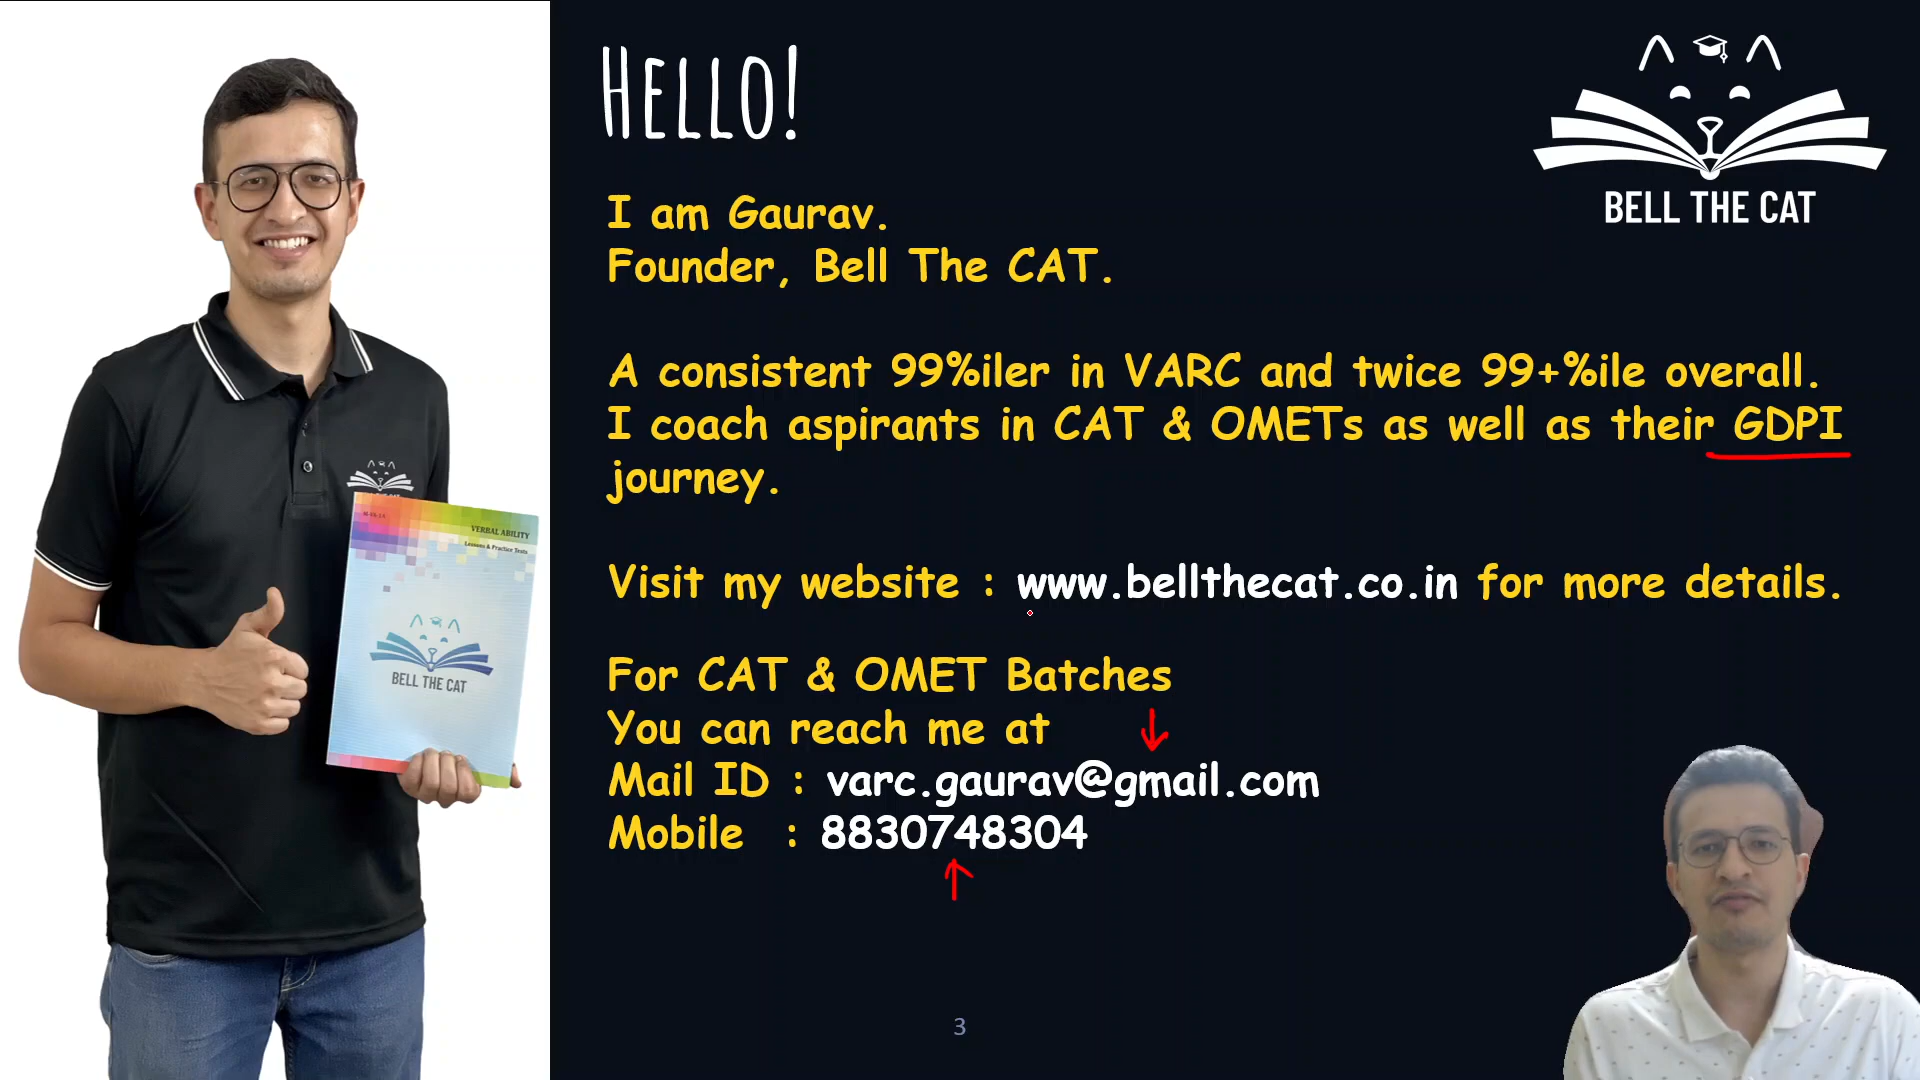 HELLO!
BELL THE CAT
I am Gaurav.
Founder, Bell The CAT.
A consistent 99%iler in VARC and twice 99+%ile overall.
I coach aspirants in CAT & OMETs as well as their GDPI
journey.
Visit my website : www.bellthecat.co.in for more details.
For CAT & OMET Batches
You can reach me at
Mail ID : varc.gaurav@gmail.com
Mobile : 8830748304
3
VERBAL ABILITY
Lessons & Practice Tests
BELL THE CAT